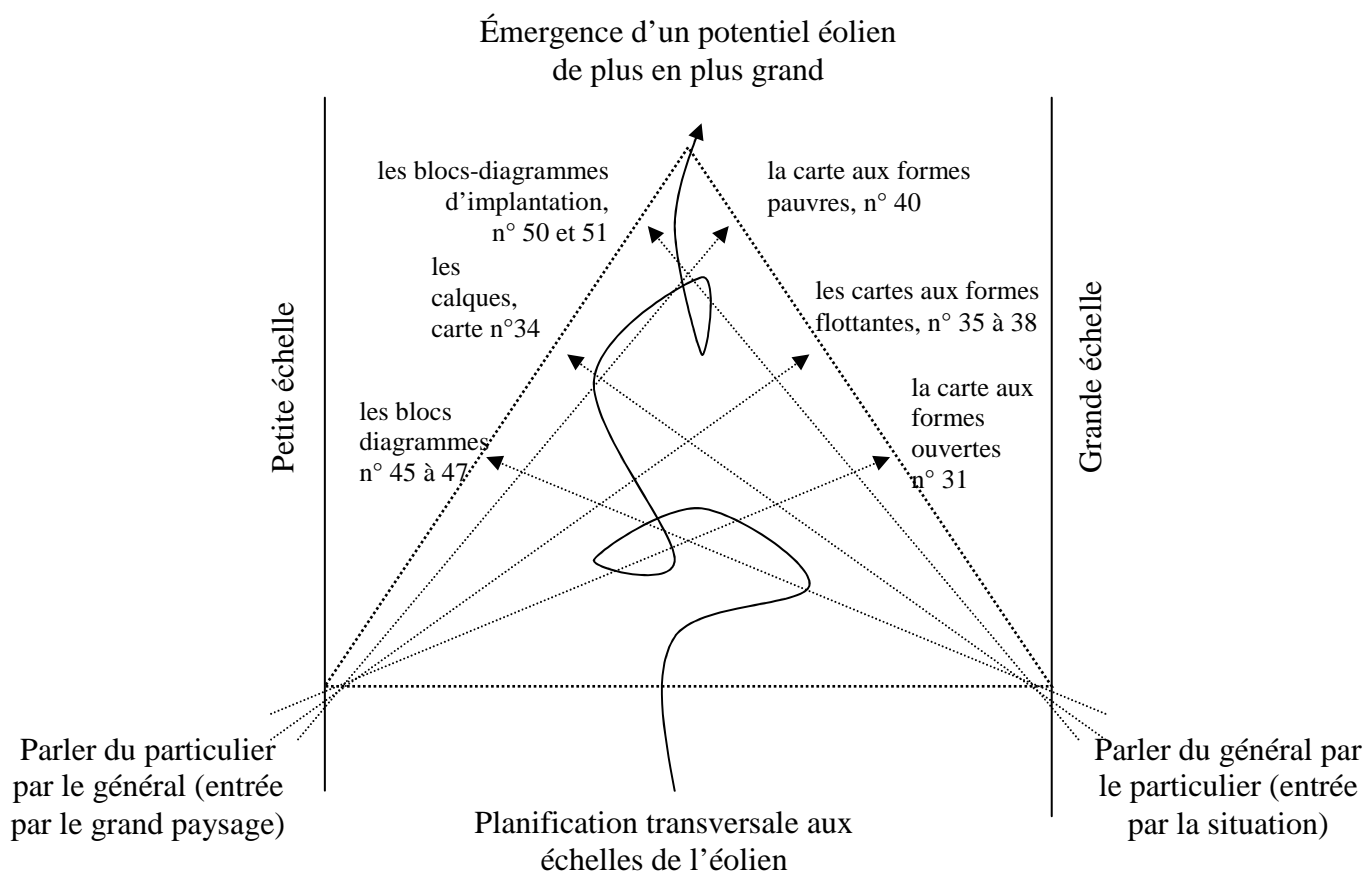 Émergence d’un potentiel éolien
de plus en plus grand
les blocs-diagrammes
d’implantation,
n° 50 et 51
la carte aux formes
pauvres, n° 40
les
calques,
carte n°34
les cartes aux formes
flottantes, n° 35 à 38
Petite échelle
Grande échelle
les blocs
diagrammes
n° 45 à 47
la carte aux
formes
ouvertes
n° 31
Parler du particulier
par le général (entrée
par le grand paysage)
Parler du général par
le particulier (entrée
par la situation)
Planification transversale aux
échelles de l’éolien